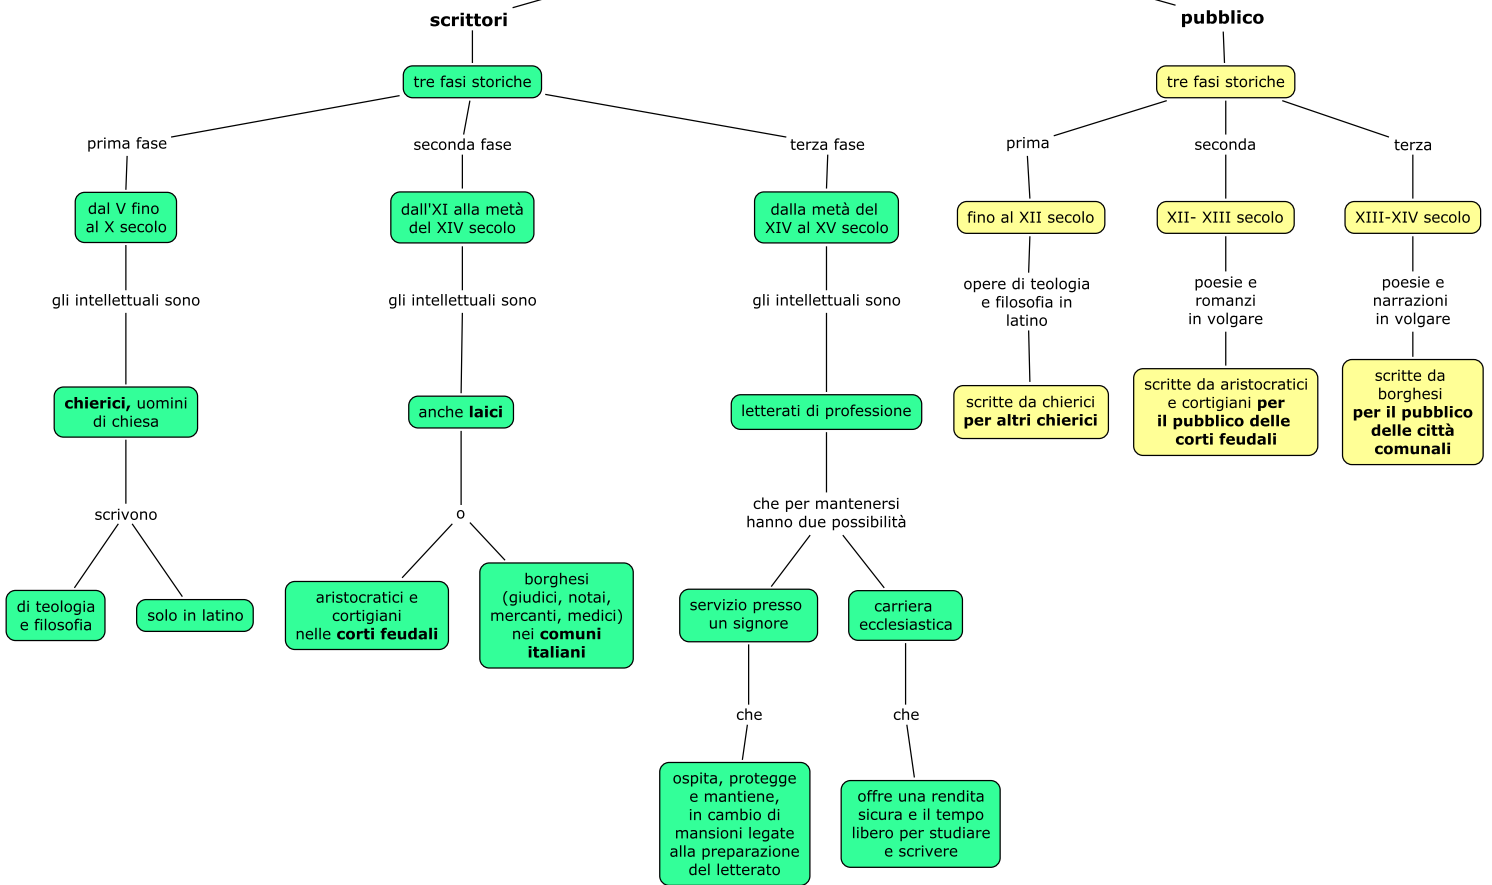 scrittori
tre fasi storiche
prima fase
dal V fino
al X secolo
gli intellettuali sono
chierici, uomini
di chiesa
scrivono
di teologia
e filosofia
solo in latino
seconda fase
dall'XI alla metà
del XIV secolo
gli intellettuali sono
anche laici
o
aristocratici e
cortigiani
nelle corti feudali
borghesi
(giudici, notai,
mercanti, medici)
nei comuni
italiani
terza fase
dalla metà del
XIV al XV secolo
gli intellettuali sono
letterati di professione
che per mantenersi
hanno due possibilità
servizio presso
un signore
che
ospita, protegge
e mantiene,
in cambio di
mansioni legate
alla preparazione
del letterato
carriera
ecclesiastica
che
offre una rendita
sicura e il tempo
libero per studiare
e scrivere
pubblico
tre fasi storiche
prima
fino al XII secolo
opere di teologia
e filosofia in
latino
scritte da chierici
per altri chierici
seconda
XII- XIII secolo
poesie e
romanzi
in volgare
scritte da aristocratici
e cortigiani per
il pubblico delle
corti feudali
terza
XIII-XIV secolo
poesie e
narrazioni
in volgare
scritte da
borghesi
per il pubblico
delle città
comunali